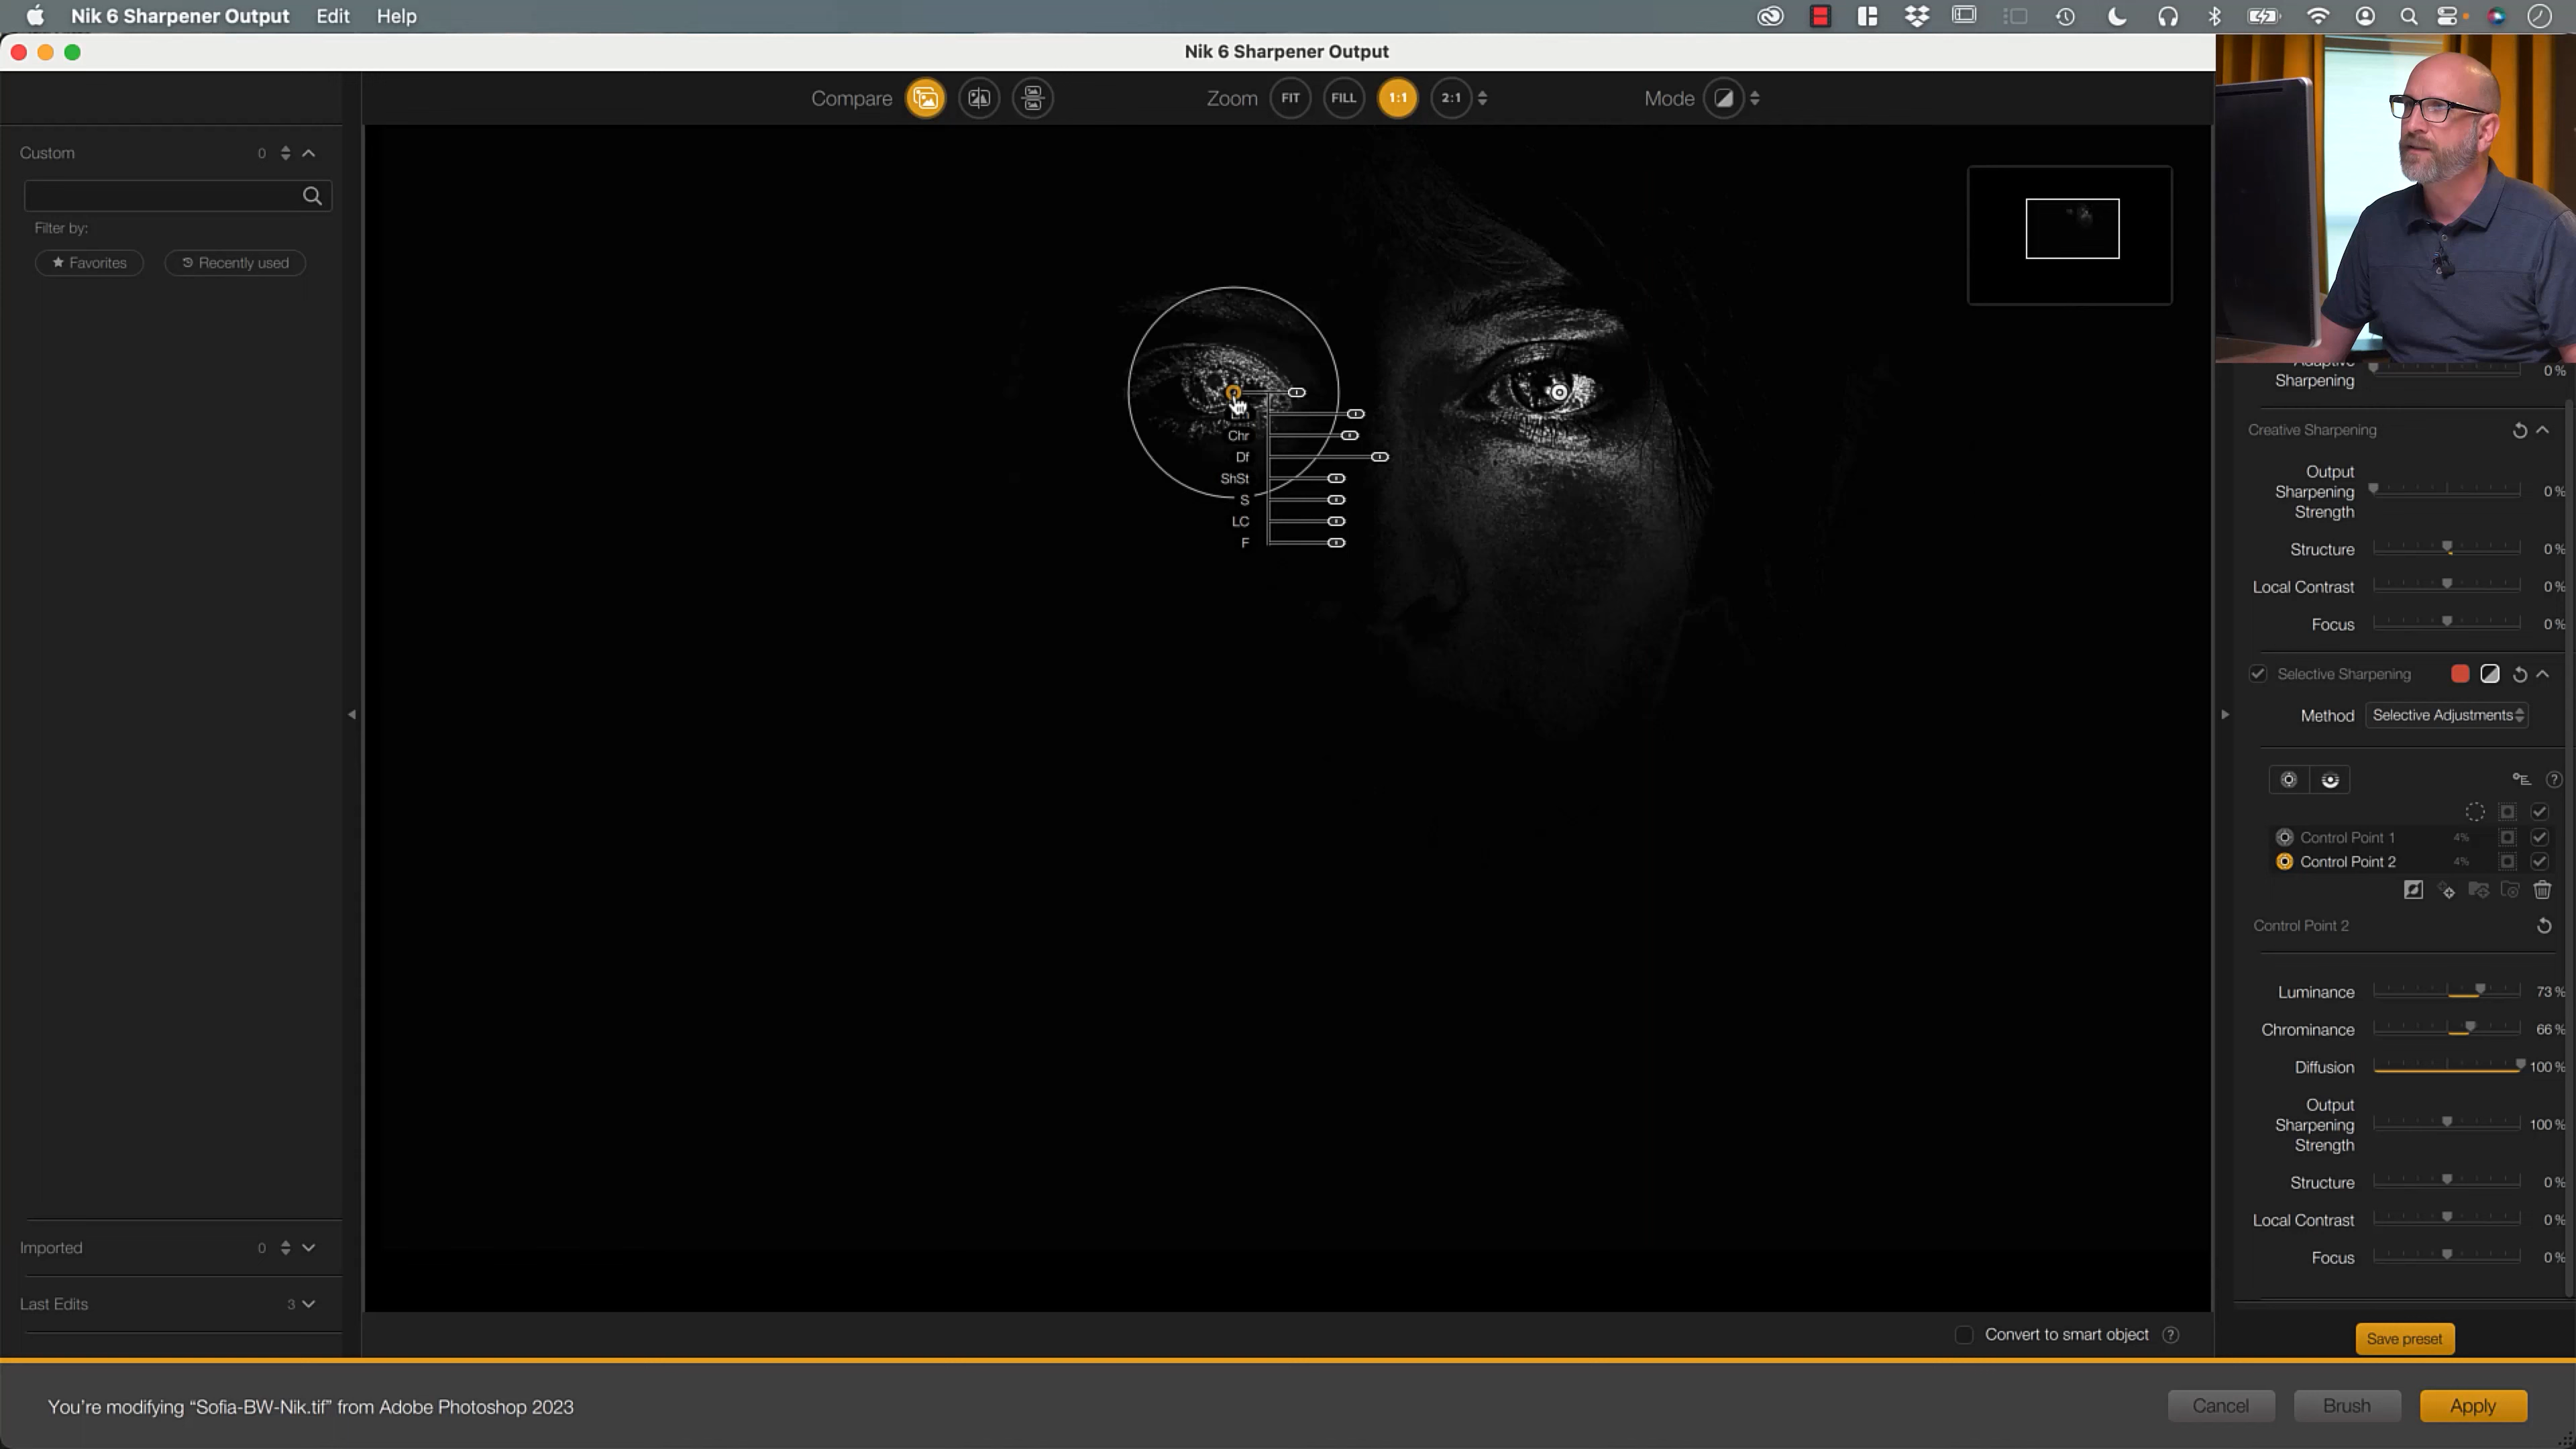 Nik 6 Sharpener Output Edit Help
Nik 6 Sharpener Output
Compare Zoom FIT FILL 1:1 2:1 Mode
Custom 0
Filter by:
Favorites Recently used
Chr
Df
ShSt
S
LC
F
Imported 0
Last Edits 3
Sharpening 0 %
Creative Sharpening
Output
Sharpening 0 %
Strength
Structure 0 %
Local Contrast 0 %
Focus 0 %
Selective Sharpening
Method Selective Adjustments
Control Point 1 4%
Control Point 2 4%
Control Point 2
Luminance 73 %
Chrominance 66 %
Diffusion 100 %
Output
Sharpening 100 %
Strength
Structure 0 %
Local Contrast 0 %
Focus 0 %
Convert to smart object ?
Save preset
You're modifying “Sofia-BW-Nik.tif” from Adobe Photoshop 2023
Cancel Brush Apply